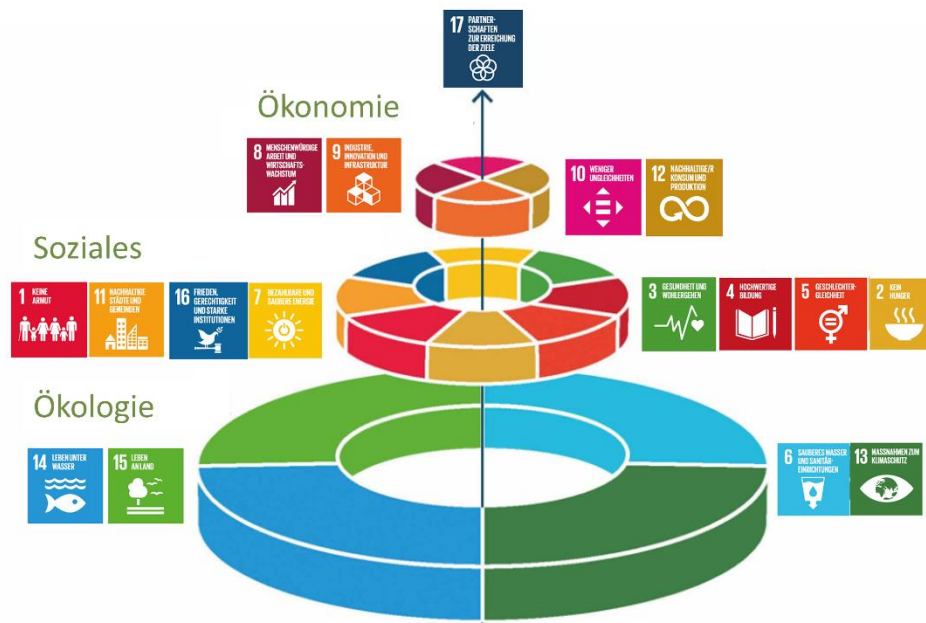 17 PARTNER-
SCHAFTEN
ZUR ERREICHUNG
DER ZIELE
Ökonomie
8 MENSCHENWÜRDIGE
ARBEIT UND
WIRTSCHAFTS-
WACHSTUM
9 INDUSTRIE,
INNOVATION UND
INFRASTRUKTUR
10 WENIGER
UNGLEICHHEITEN
12 NACHHALTIGE/R
KONSUM UND
PRODUKTION
Soziales
1 KEINE
ARMUT
11 NACHHALTIGE
STÄDTE UND
GEMEINDEN
16 FRIEDEN,
GERECHTIGKEIT
UND STARKE
INSTITUTIONEN
7 BEZAHLBARE UND
SAUBERE ENERGIE
3 GESUNDHEIT UND
WOHLERGEHEN
4 HOCHWERTIGE
BILDUNG
5 GESCHLECHTER-
GLEICHHEIT
2 KEIN
HUNGER
Ökologie
14 LEBEN UNTER
WASSER
15 LEBEN
AN LAND
6 SAUBERES WASSER
UND SANITÄR-
EINRICHTUNGEN
13 MASSNAHMEN ZUM
KLIMASCHUTZ